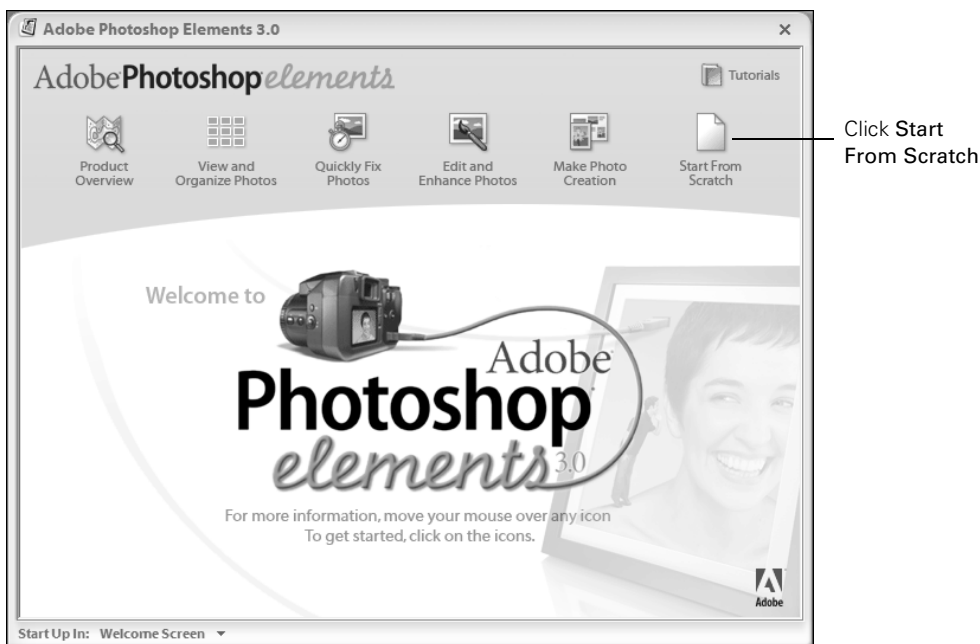 Adobe Photoshop Elements 3.0
Adobe Photoshop elements
Tutorials
Product
Overview
View and
Organize Photos
Quickly Fix
Photos
Edit and
Enhance Photos
Make Photo
Creation
Start From
Scratch
Click Start
From Scratch
Welcome to
Adobe
Photoshop
elements 3.0
For more information, move your mouse over any icon
To get started, click on the icons.
Adobe
Start Up In: Welcome Screen